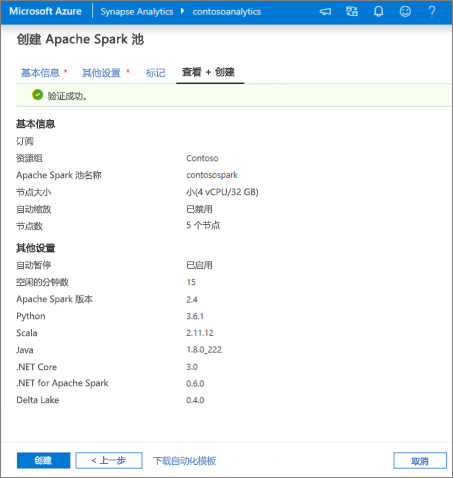 Microsoft Azure Synapse Analytics contosoanalytics ?
创建 Apache Spark 池
基本信息 * 其他设置 * 标记 查看 + 创建
验证成功。
基本信息
订阅
资源组 Contoso
Apache Spark 池名称 contosospark
节点大小 小(4 vCPU/32 GB)
自动缩放 已禁用
节点数 5 个节点
其他设置
自动暂停 已启用
空闲的分钟数 15
Apache Spark 版本 2.4
Python 3.6.1
Scala 2.11.12
Java 1.8.0_222
.NET Core 3.0
.NET for Apache Spark 0.6.0
Delta Lake 0.4.0
创建 < 上一步 下载自动化模板 取消